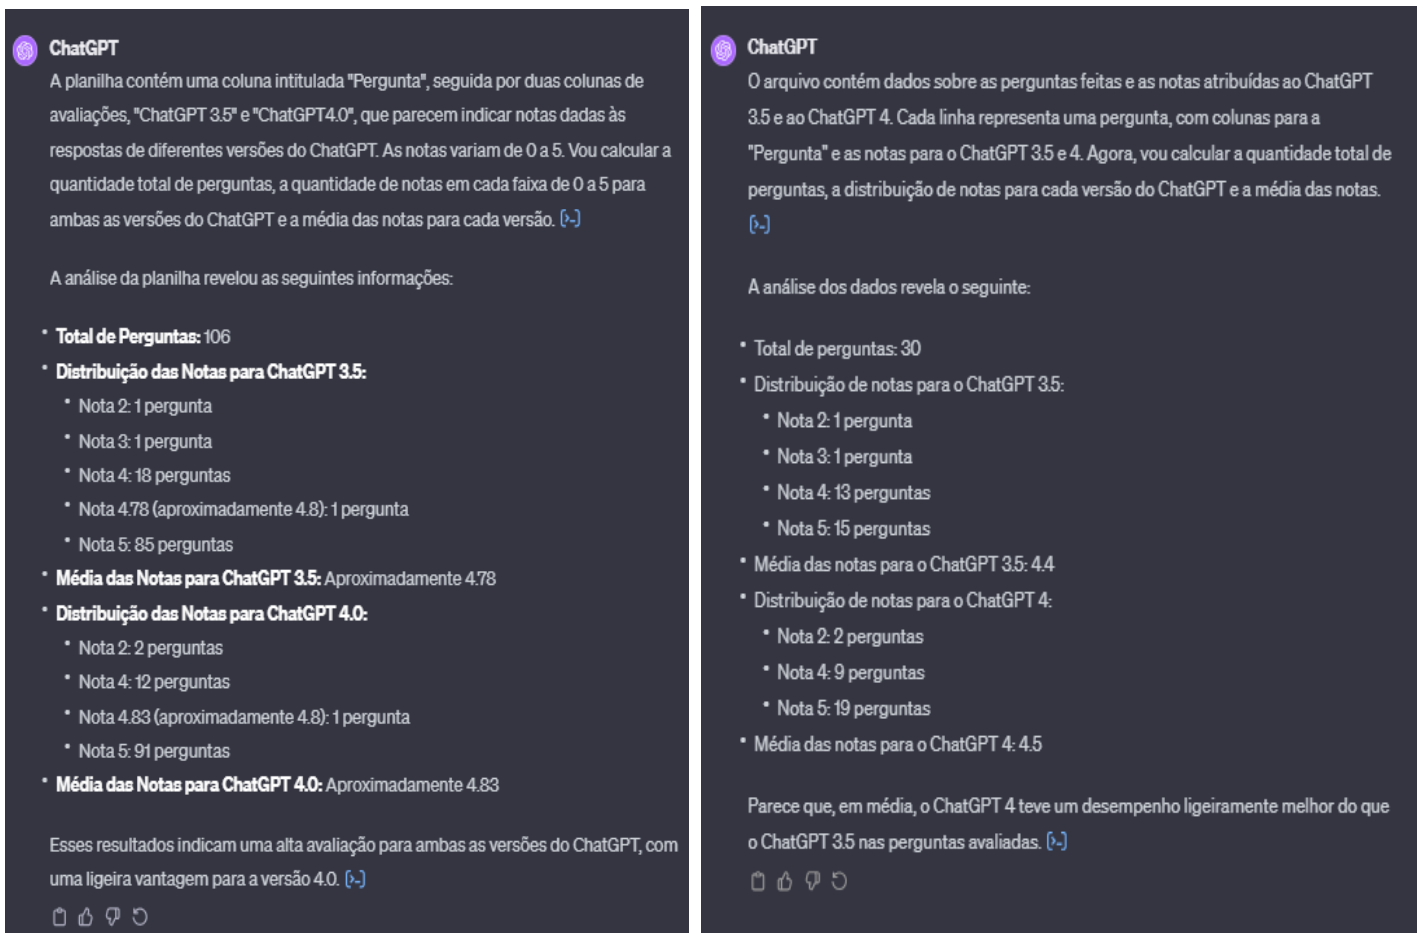 ChatGPT
A planilha contém uma coluna intitulada "Pergunta", seguida por duas colunas de
avaliações, "ChatGPT 3.5" e "ChatGPT4.0", que parecem indicar notas dadas às
respostas de diferentes versões do ChatGPT. As notas variam de 0 a 5. Vou calcular a
quantidade total de perguntas, a quantidade de notas em cada faixa de 0 a 5 para
ambas as versões do ChatGPT e a média das notas para cada versão. [>-]
A análise da planilha revelou as seguintes informações:
• Total de Perguntas: 106
• Distribuição das Notas para ChatGPT 3.5:
• Nota 2: 1 pergunta
• Nota 3: 1 pergunta
• Nota 4: 18 perguntas
• Nota 4.78 (aproximadamente 4.8): 1 pergunta
• Nota 5: 85 perguntas
• Média das Notas para ChatGPT 3.5: Aproximadamente 4.78
• Distribuição das Notas para ChatGPT 4.0:
• Nota 2: 2 perguntas
• Nota 4: 12 perguntas
• Nota 4.83 (aproximadamente 4.8): 1 pergunta
• Nota 5: 91 perguntas
• Média das Notas para ChatGPT 4.0: Aproximadamente 4.83
Esses resultados indicam uma alta avaliação para ambas as versões do ChatGPT, com
uma ligeira vantagem para a versão 4.0. [>-]
ChatGPT
O arquivo contém dados sobre as perguntas feitas e as notas atribuídas ao ChatGPT
3.5 e ao ChatGPT 4. Cada linha representa uma pergunta, com colunas para a
"Pergunta" e as notas para o ChatGPT 3.5 e 4. Agora, vou calcular a quantidade total de
perguntas, a distribuição de notas para cada versão do ChatGPT e a média das notas.
[>-]
A análise dos dados revela o seguinte:
• Total de perguntas: 30
• Distribuição de notas para o ChatGPT 3.5:
• Nota 2: 1 pergunta
• Nota 3: 1 pergunta
• Nota 4: 13 perguntas
• Nota 5: 15 perguntas
• Média das notas para o ChatGPT 3.5: 4.4
• Distribuição de notas para o ChatGPT 4:
• Nota 2: 2 perguntas
• Nota 4: 9 perguntas
• Nota 5: 19 perguntas
• Média das notas para o ChatGPT 4: 4.5
Parece que, em média, o ChatGPT 4 teve um desempenho ligeiramente melhor do que
o ChatGPT 3.5 nas perguntas avaliadas. [>-]